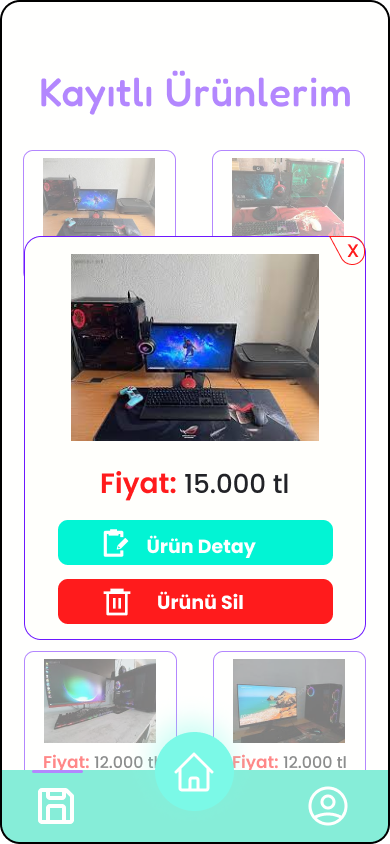 Kayıtlı Ürünlerim
X
Fiyat: 15.000 tl
Ürün Detay
Ürünü Sil
Fiyat: 12.000 tl
Fiyat: 12.000 tl